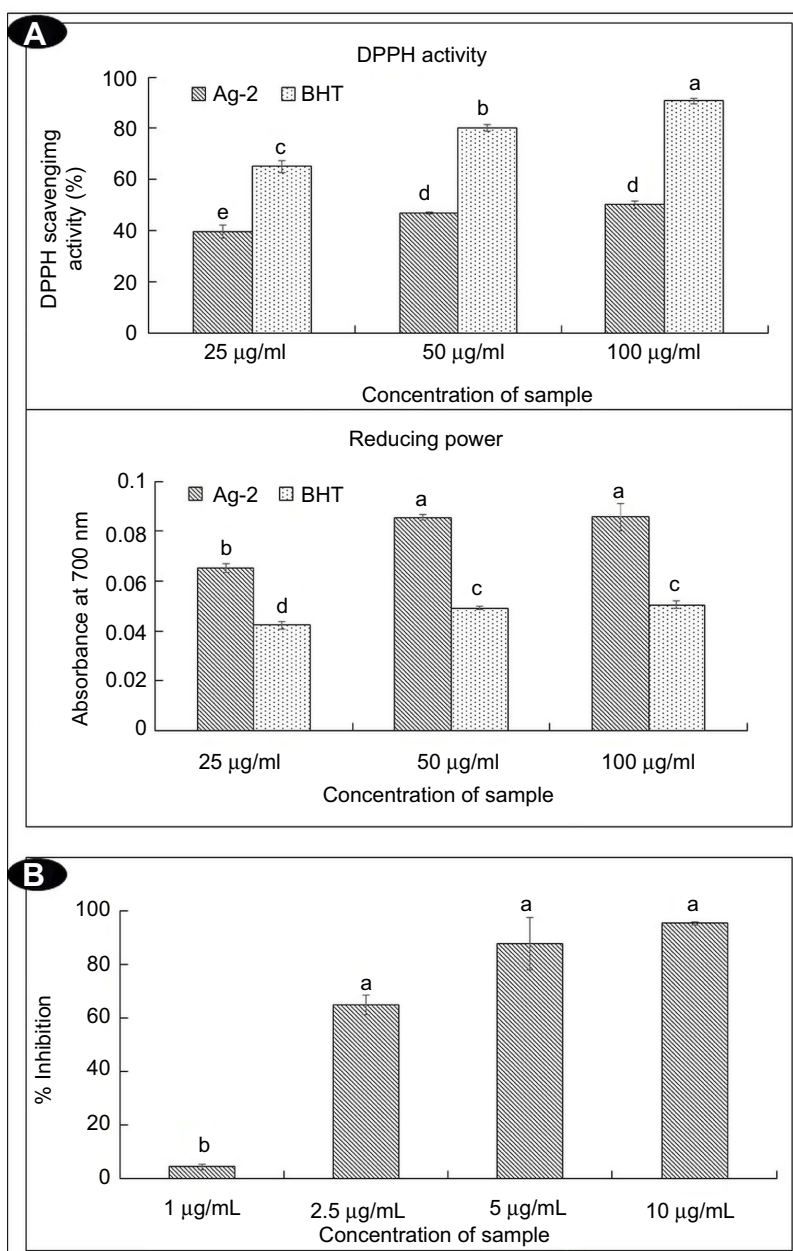 A
DPPH activity
Ag-2 BHT
DPPH scavengimg
activity (%)
100
80
60
40
20
0
e c d b d a
25 μg/ml 50 μg/ml 100 μg/ml
Concentration of sample
Reducing power
Ag-2 BHT
Absorbance at 700 nm
0.1
0.08
0.06
0.04
0.02
0
b d a c a c
25 μg/ml 50 μg/ml 100 μg/ml
Concentration of sample
B
% Inhibition
100
80
60
40
20
0
b a a a
1 μg/mL 2.5 μg/mL 5 μg/mL 10 μg/mL
Concentration of sample